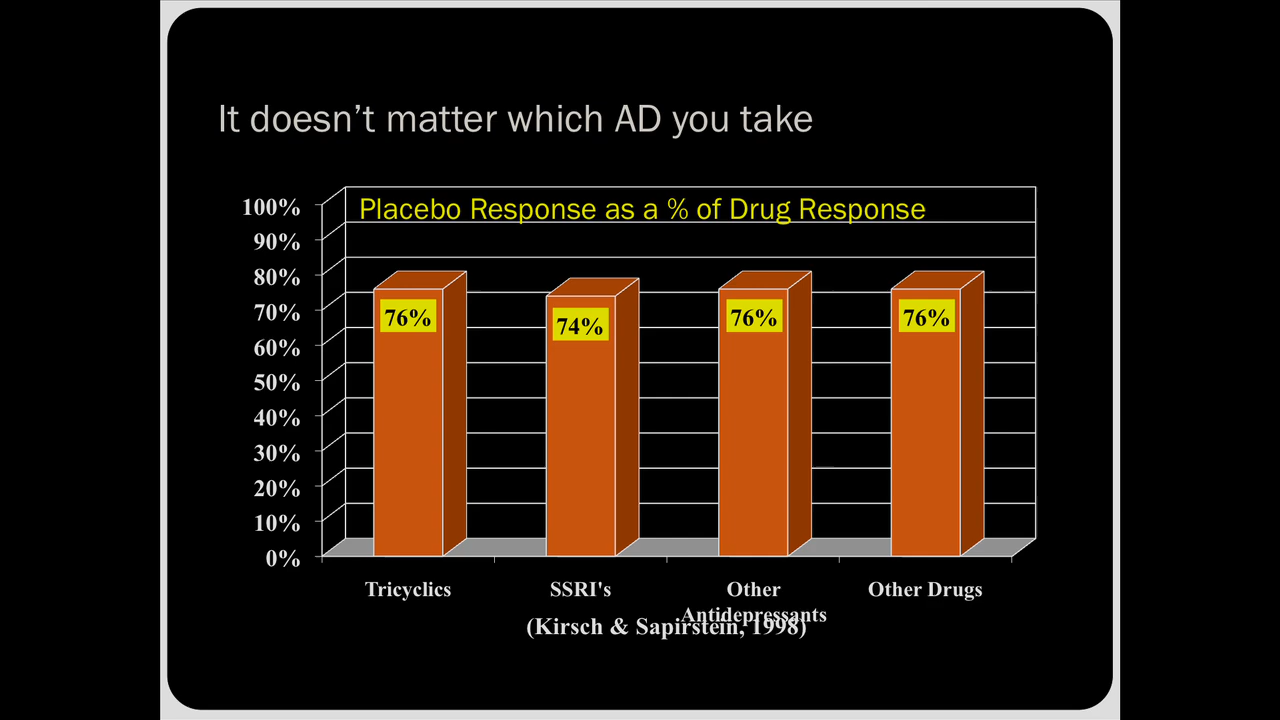 It doesn’t matter which AD you take
Placebo Response as a % of Drug Response
100%
90%
80%
70%
60%
50%
40%
30%
20%
10%
0%
76%
74%
76%
76%
Tricyclics
SSRI's
Other
Antidepressants
Other Drugs
(Kirsch & Sapirstein, 1998)